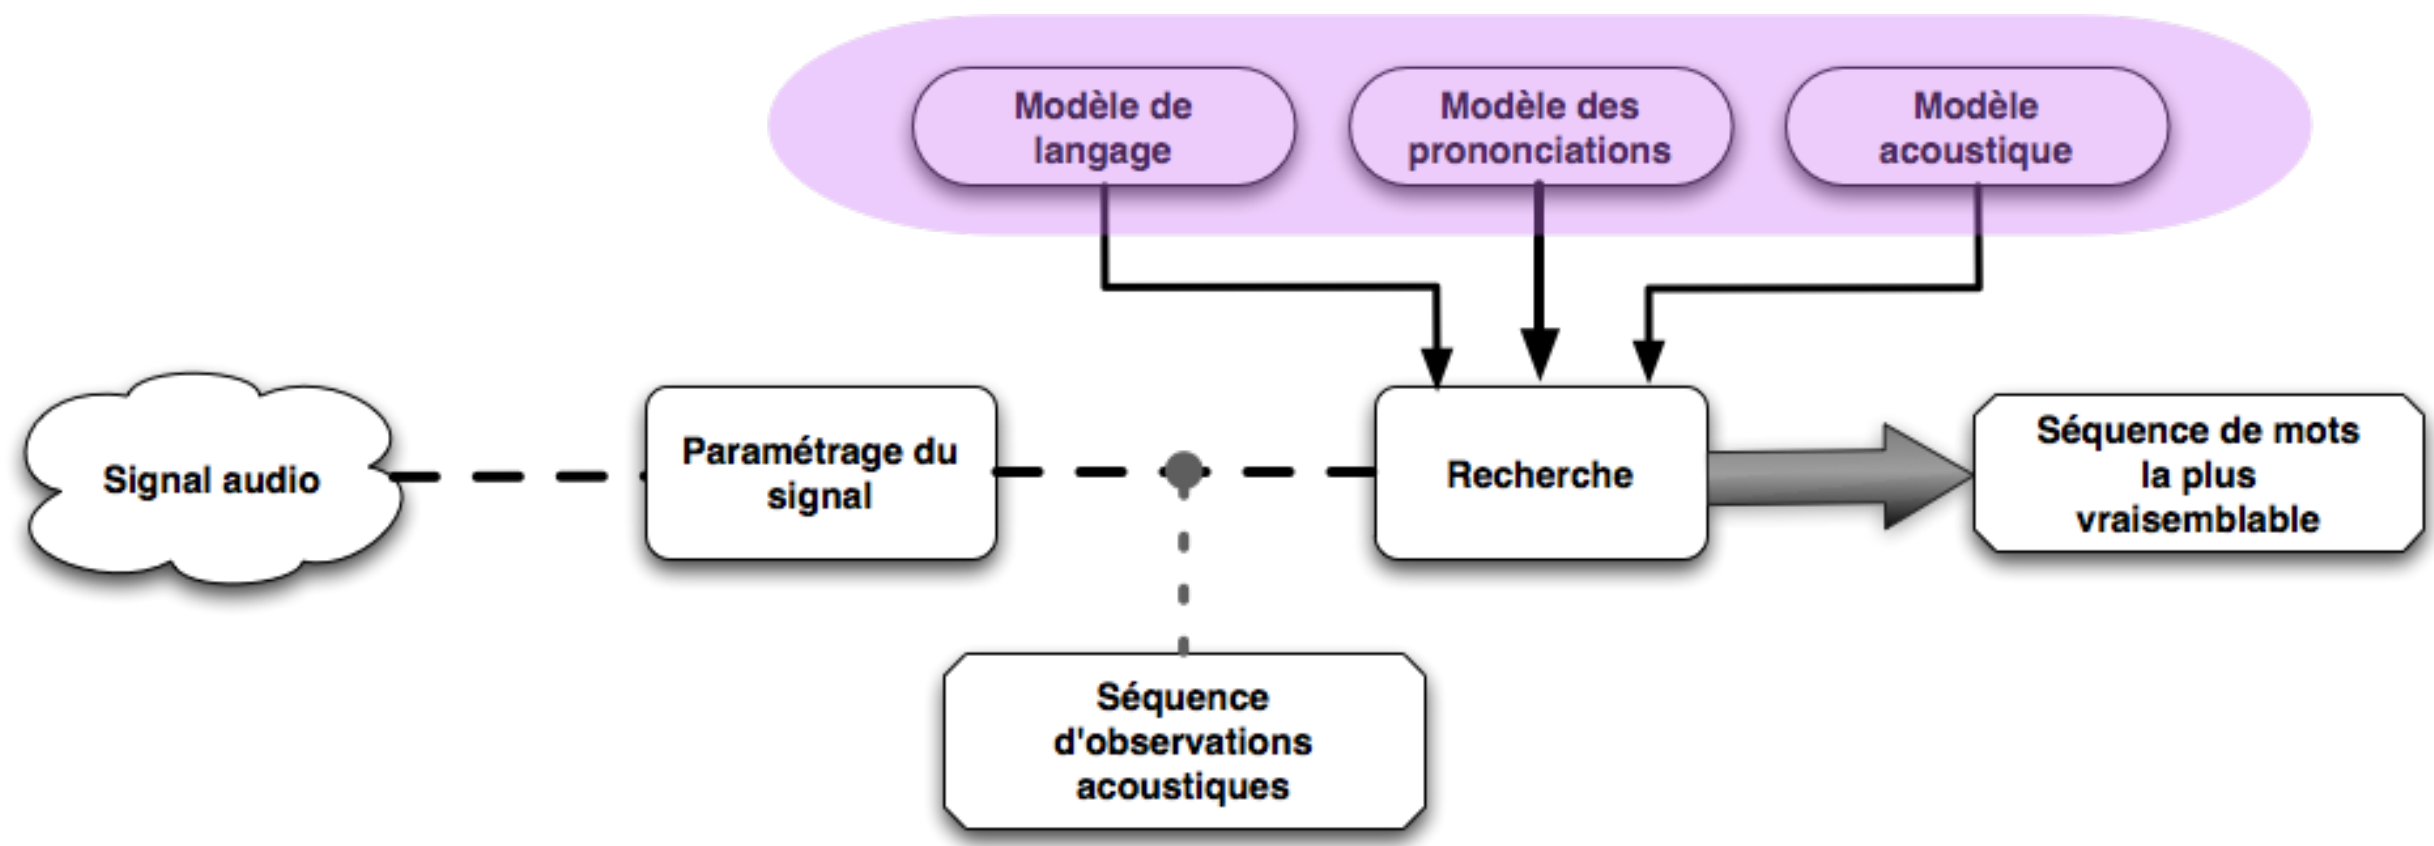 Modèle de
langage
Modèle des
prononciations
Modèle
acoustique
Signal audio
Paramétrage du
signal
Recherche
Séquence de mots
la plus
vraisemblable
Séquence
d'observations
acoustiques